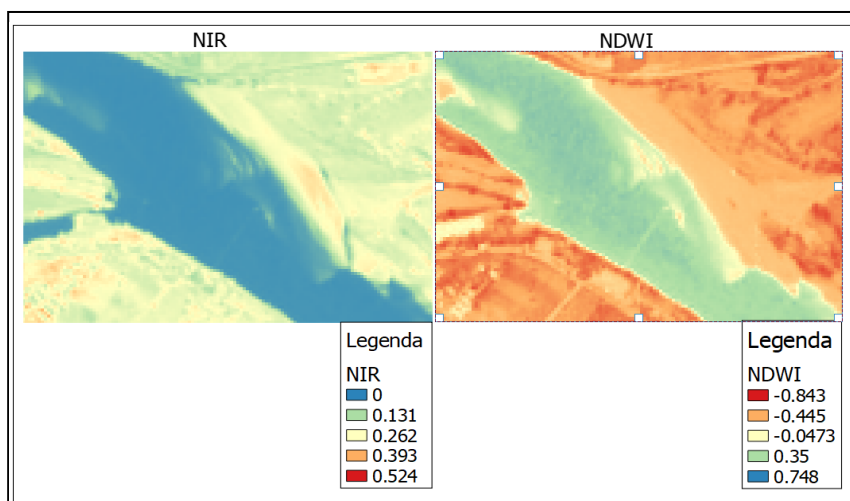 NIR
NDWI
Legenda
NIR
0
0.131
0.262
0.393
0.524
Legenda
NDWI
-0.843
-0.445
-0.0473
0.35
0.748